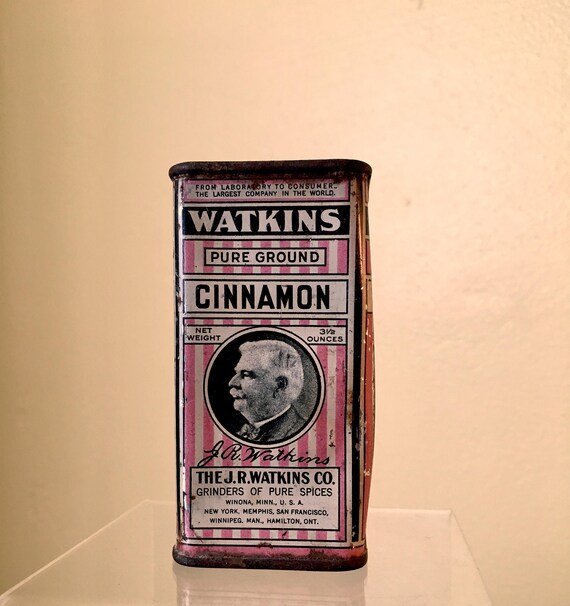 FROM LABORATORY TO CONSUMER.
THE LARGEST COMPANY IN THE WORLD.
WATKINS
PURE GROUND
CINNAMON
NET WEIGHT
3½ OUNCES
J.R. Watkins
THE J.R.WATKINS CO.
GRINDERS OF PURE SPICES
WINONA, MINN., U. S. A.
NEW YORK, MEMPHIS, SAN FRANCISCO,
WINNIPEG. MAN., HAMILTON, ONT.